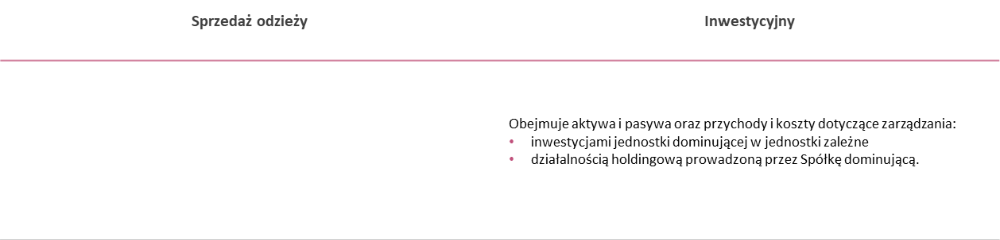 Sprzedaż odzieży
Inwestycyjny
Obejmuje aktywa i pasywa oraz przychody i koszty dotyczące zarządzania:
• inwestycjami jednostki dominującej w jednostki zależne
• działalnością holdingową prowadzoną przez Spółkę dominującą.